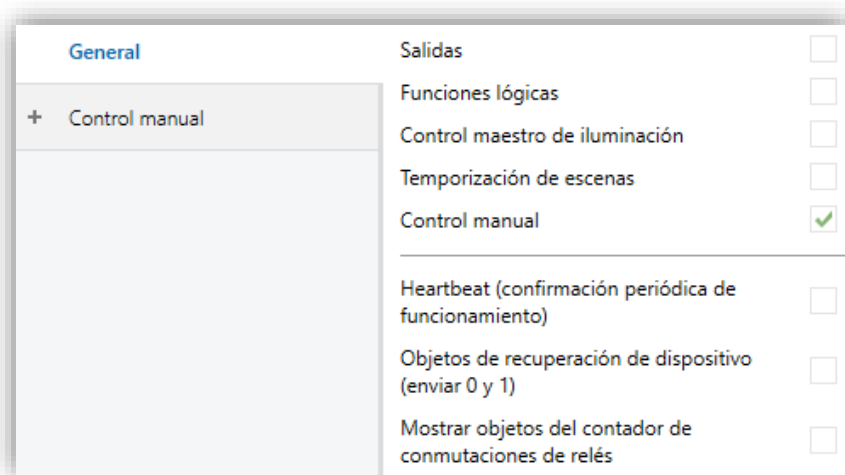 General
+ Control manual
Salidas
Funciones lógicas
Control maestro de iluminación
Temporización de escenas
Control manual
Heartbeat (confirmación periódica de
funcionamiento)
Objetos de recuperación de dispositivo
(enviar 0 y 1)
Mostrar objetos del contador de
conmutaciones de relés